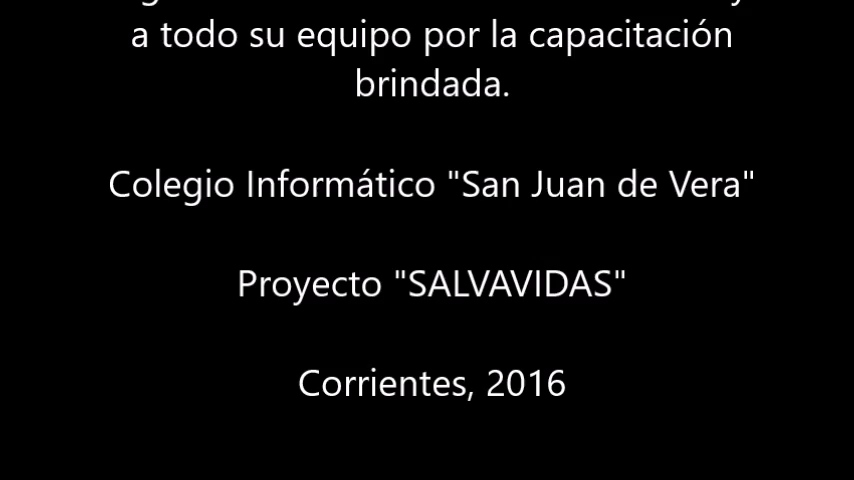 a todo su equipo por la capacitación
brindada.
Colegio Informático "San Juan de Vera"
Proyecto "SALVAVIDAS"
Corrientes, 2016